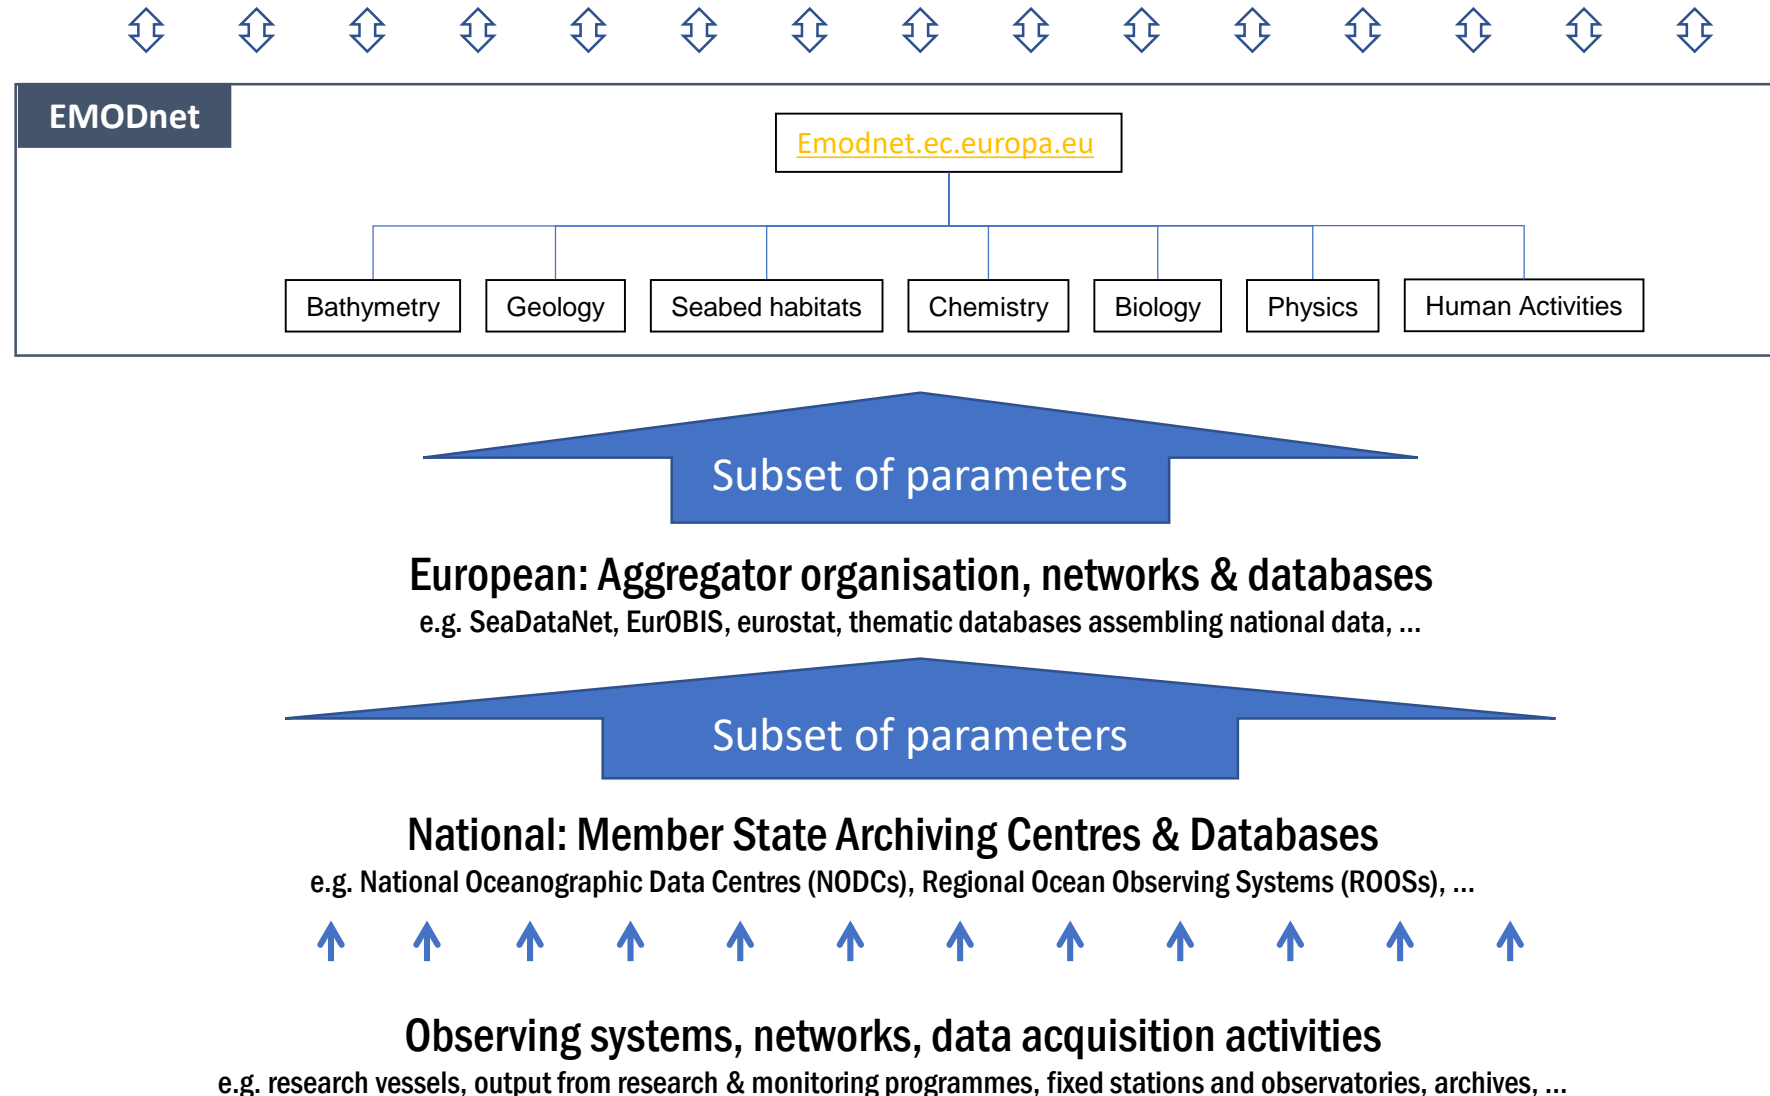 EMODnet
Emodnet.ec.europa.eu
Bathymetry
Geology
Seabed habitats
Chemistry
Biology
Physics
Human Activities
Subset of parameters
European: Aggregator organisation, networks & databases
e.g. SeaDataNet, EurOBIS, eurostat, thematic databases assembling national data, ...
Subset of parameters
National: Member State Archiving Centres & Databases
e.g. National Oceanographic Data Centres (NODCs), Regional Ocean Observing Systems (ROOSs), ...
Observing systems, networks, data acquisition activities
e.g. research vessels, output from research & monitoring programmes, fixed stations and observatories, archives, ...